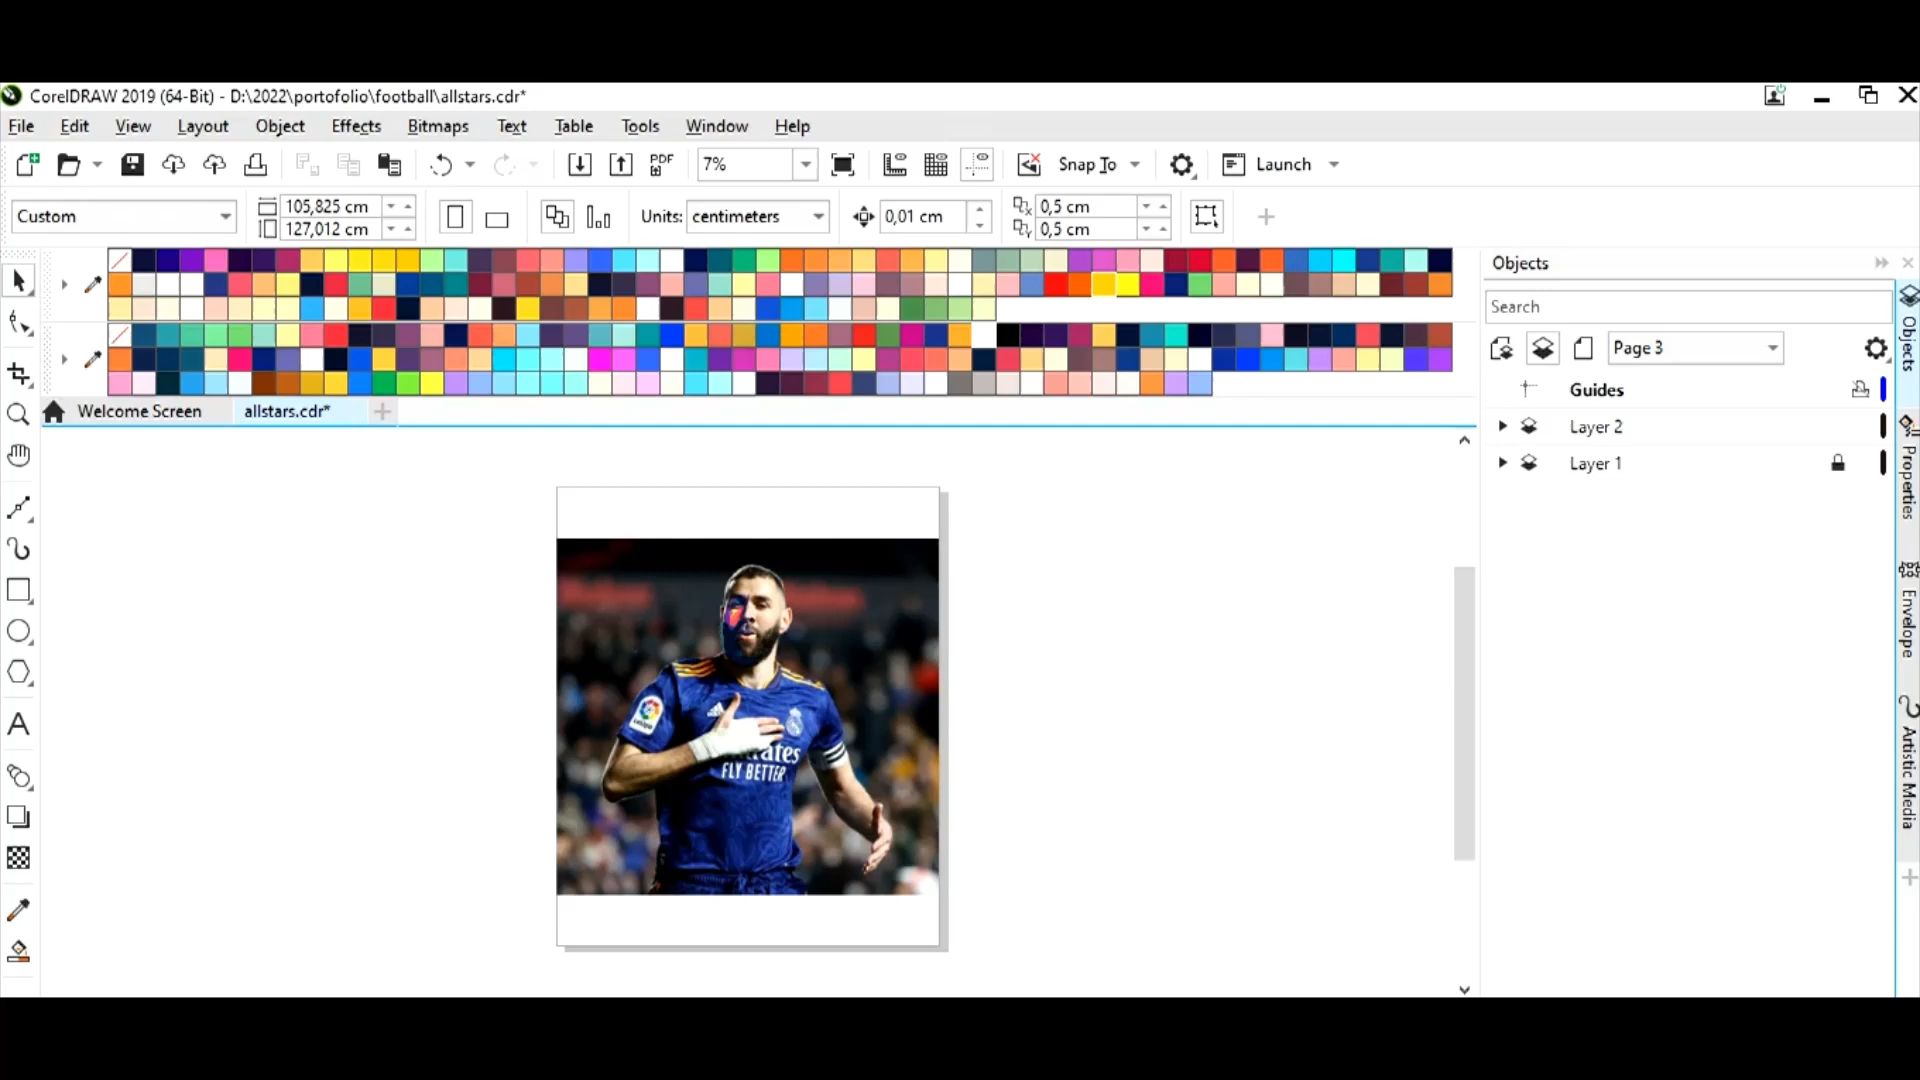 CorelDRAW 2019 (64-Bit) - D:\2022\portofolio\football\allstars.cdr*
File Edit View Layout Object Effects Bitmaps Text Table Tools Window Help
PDF 7% Snap To Launch
Custom 105,825 cm 127,012 cm Units: centimeters 0,01 cm 0,5 cm 0,5 cm
Objects
Search
Page 3
Guides
Layer 2
Layer 1
Welcome Screen allstars.cdr*
FLY BETTER
Objects
Properties
Envelope
Artistic Media